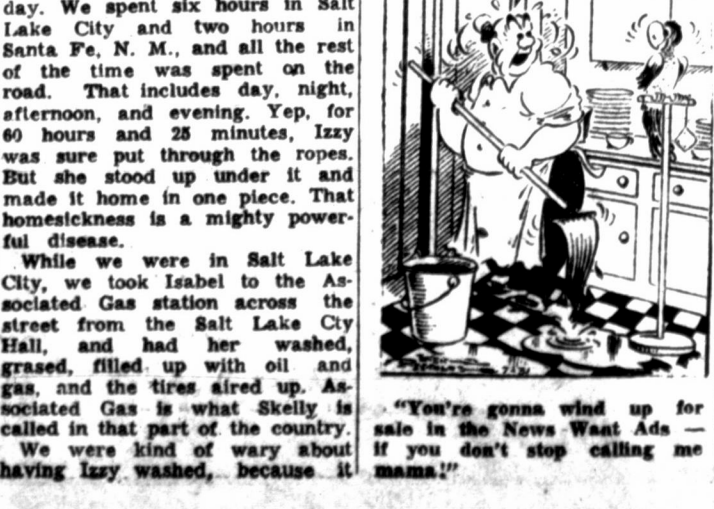 day. We spent six hours in Salt
Lake City and two hours in
Santa Fe, N. M., and all the rest
of the time was spent on the
road. That includes day, night,
afternoon, and evening. Yep, for
60 hours and 25 minutes, Izzy
was sure put through the ropes.
But she stood up under it and
made it home in one piece. That
homesickness is a mighty power-
ful disease.
While we were in Salt Lake
City, we took Isabel to the As-
sociated Gas station across the
street from the Salt Lake Cty
Hall, and had her washed,
grased, filled up with oil and
gas, and the tires aired up. As-
sociated Gas is what Skelly is
called in that part of the country.
We were kind of wary about
having Izzy washed, because it
"You're gonna wind up for
sale in the News Want Ads —
if you don't stop calling me
mama!"